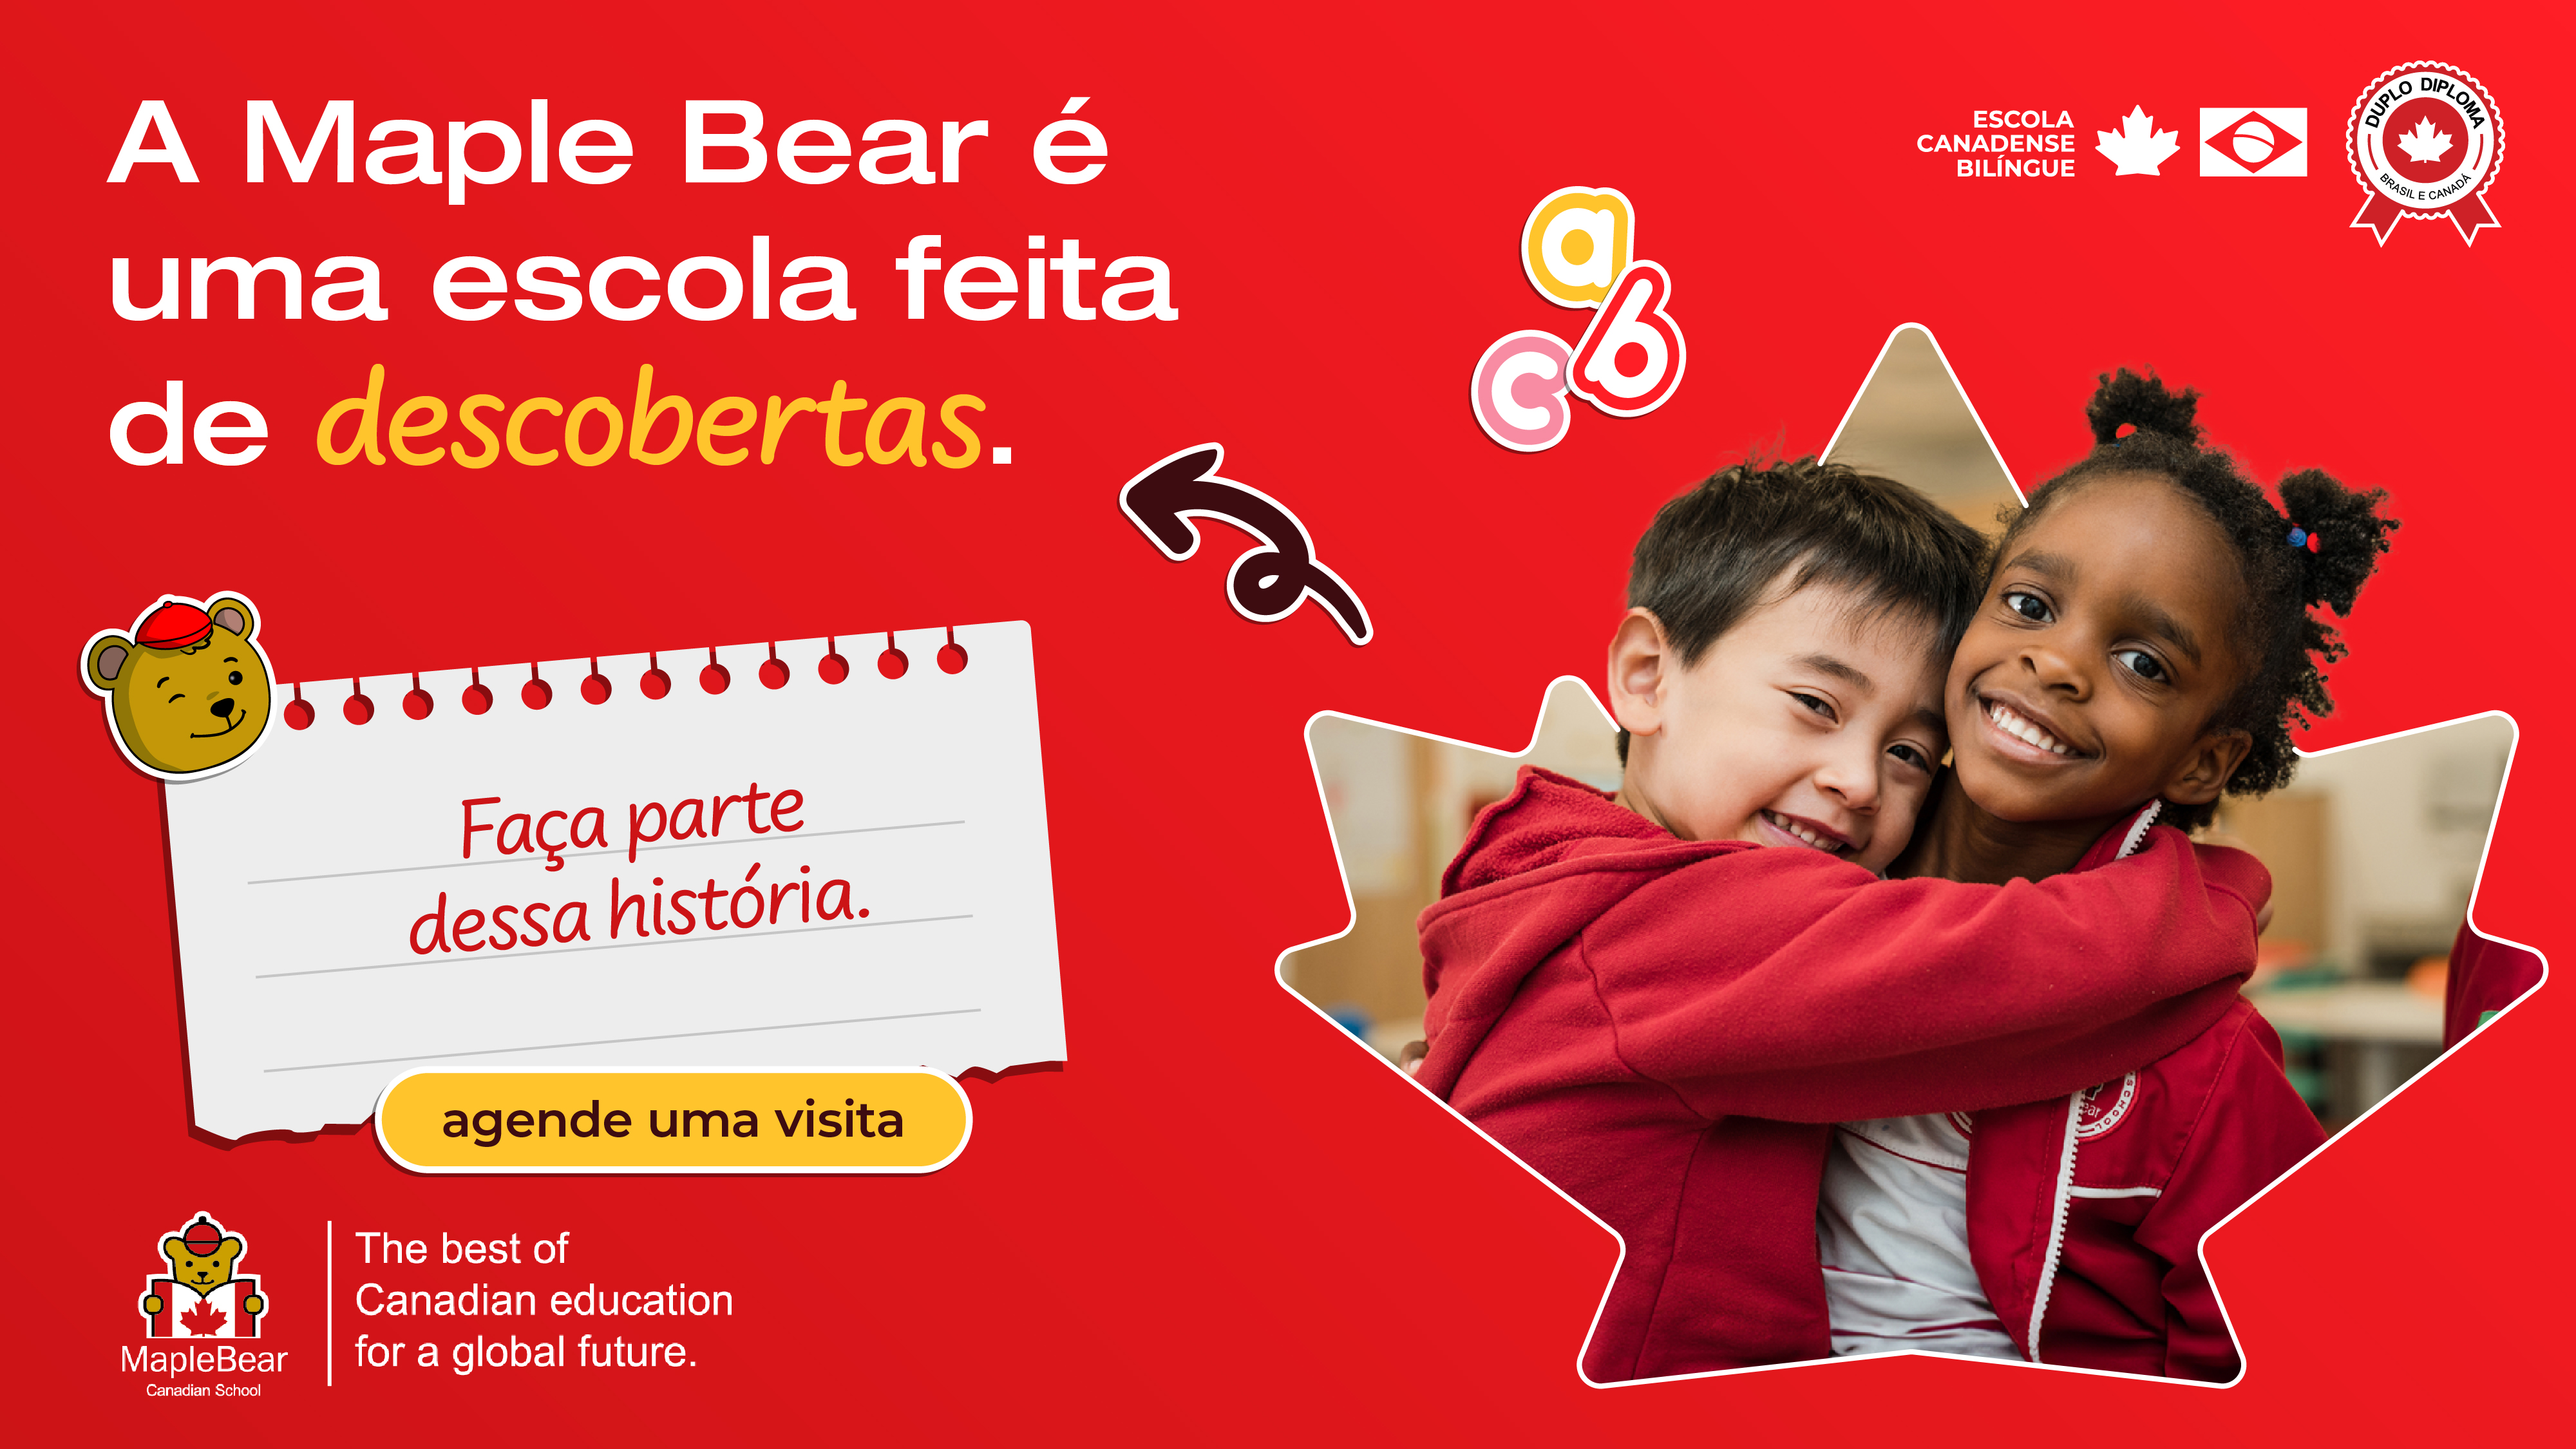 A Maple Bear é
uma escola feita
de descobertas.
ESCOLA
CANADENSE
BILÍNGUE
DUPLO DIPLOMA
BRASIL E CANADÁ
a
b
c
Faça parte
dessa história.
agende uma visita
MapleBear
Canadian School
The best of
Canadian education
for a global future.